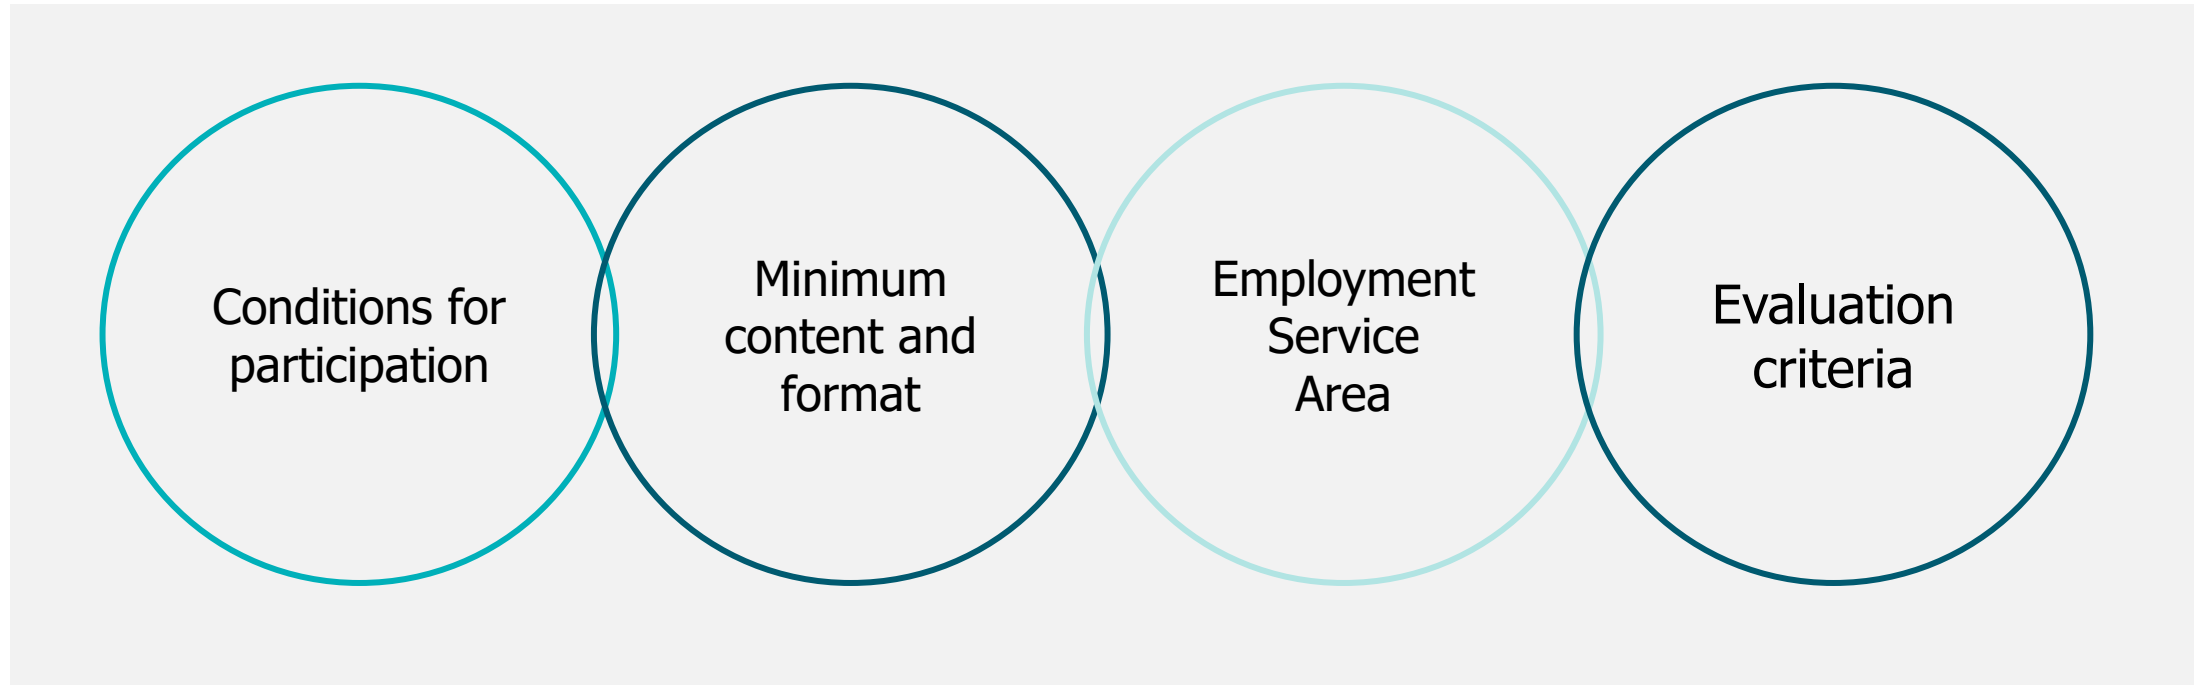 Conditions for
participation
Minimum
content and
format
Employment
Service
Area
Evaluation
criteria